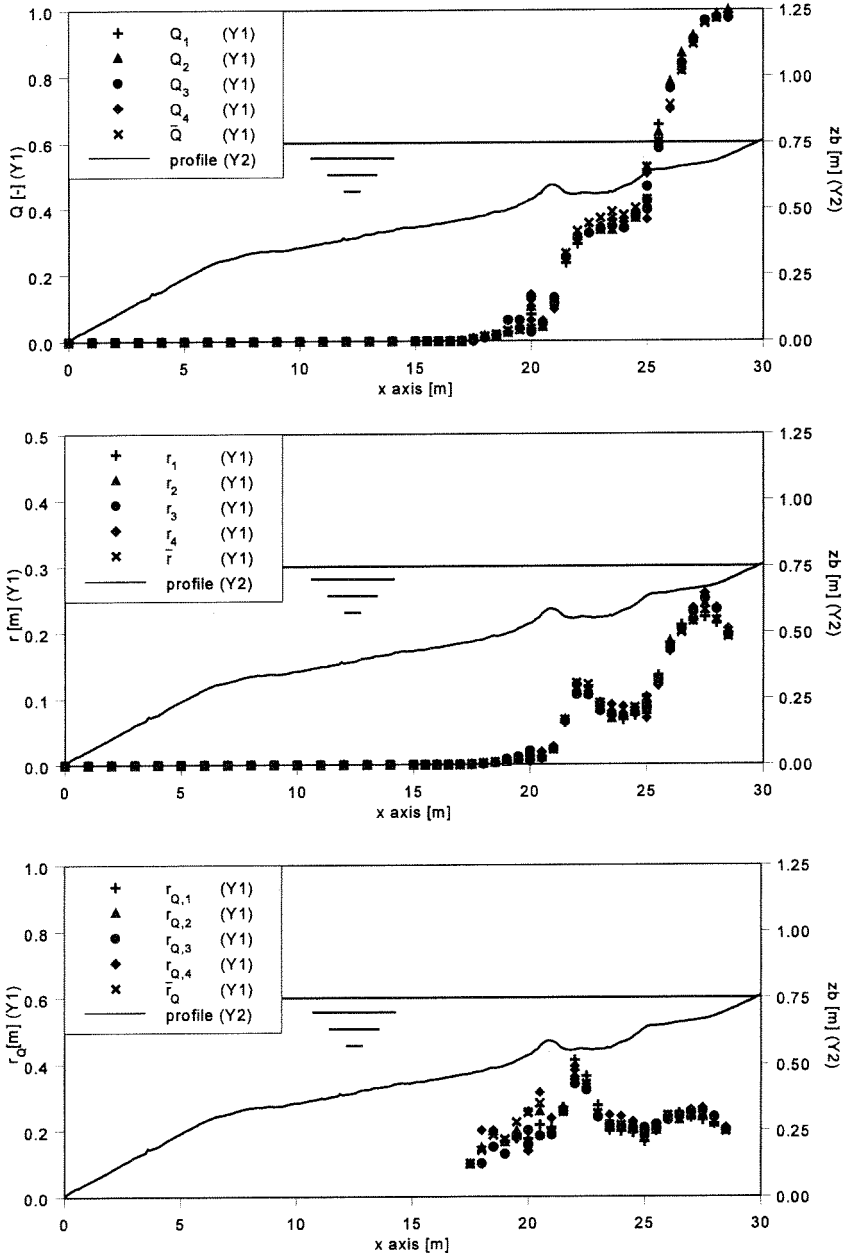 1.0
0.8
0.6
0.4
0.2
0.0
Q [-] (Y1)
Q1 (Y1)
Q2 (Y1)
Q3 (Y1)
Q4 (Y1)
Q̄ (Y1)
profile (Y2)
1.25
1.00
0.75
0.50
0.25
0.00
zb [m] (Y2)
0 5 10 15 20 25 30
x axis [m]
0.5
0.4
0.3
0.2
0.1
0.0
r [m] (Y1)
r1 (Y1)
r2 (Y1)
r3 (Y1)
r4 (Y1)
r̄ (Y1)
profile (Y2)
1.25
1.00
0.75
0.50
0.25
0.00
zb [m] (Y2)
0 5 10 15 20 25 30
x axis [m]
1.0
0.8
0.6
0.4
0.2
0.0
rQ[m] (Y1)
rQ,1 (Y1)
rQ,2 (Y1)
rQ,3 (Y1)
rQ,4 (Y1)
r̄Q (Y1)
profile (Y2)
1.25
1.00
0.75
0.50
0.25
0.00
zb [m] (Y2)
0 5 10 15 20 25 30
x axis [m]